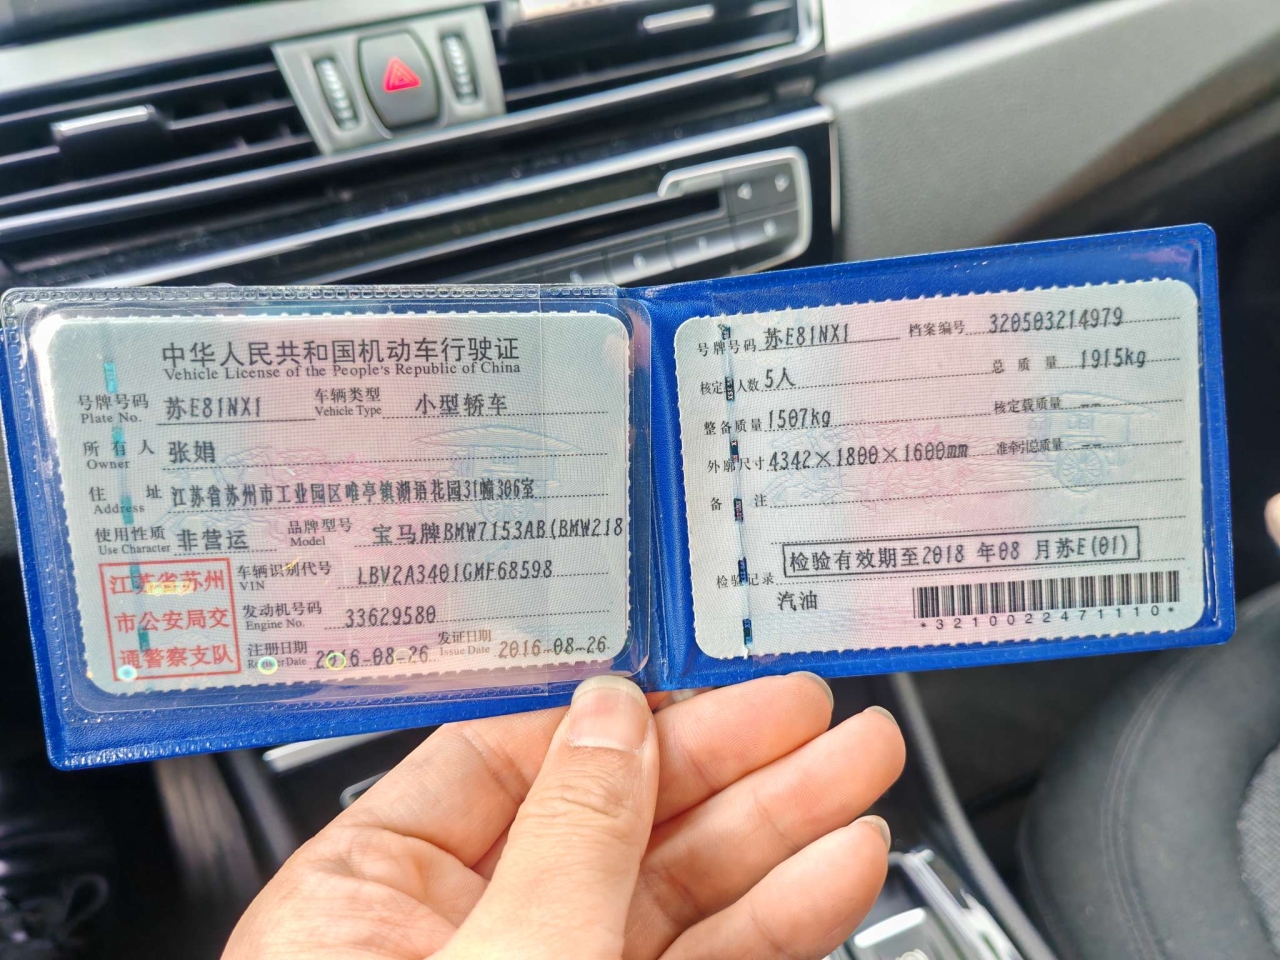 中华人民共和国机动车行驶证
Vehicle License of the People's Republic of China
号牌号码 苏E81NX1 车辆类型 小型轿车
Plate No. Vehicle Type
所有人 张娟
Owner
住址 江苏省苏州市工业园区唯亭镇湖语花园31幢306室
Address
使用性质 非营运 品牌型号 宝马牌BMW7153AB(BMW218
Use Character Model
江苏省苏州
市公安局交
通警察支队
车辆识别代号 LBV2A3401GMF68598
VIN
发动机号码 33629580
Engine No.
注册日期 2016-08-26 发证日期 2016-08-26
Register Date Issue Date
号牌号码 苏E81NX1 档案编号 320503214979
核定载人数 5人 总质量 1915kg
整备质量 1507kg 核定载质量 --
外廓尺寸 4342×1800×1600mm 准牵引总质量 --
备注
检验有效期至2018 年08 月苏E(01)
检验记录
汽油
*3210022471110*